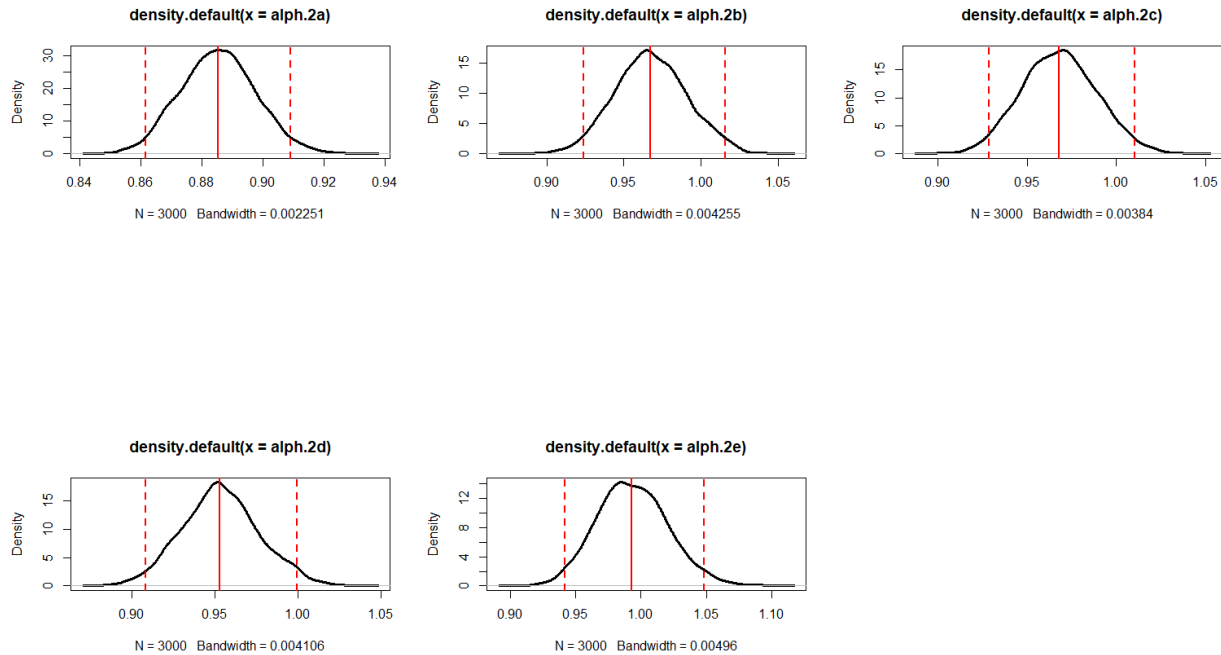 density.default(x = alph.2a)
Density
0 10 20 30
0.84 0.86 0.88 0.90 0.92 0.94
N = 3000 Bandwidth = 0.002251
density.default(x = alph.2b)
Density
0 5 10 15
0.90 0.95 1.00 1.05
N = 3000 Bandwidth = 0.004255
density.default(x = alph.2c)
Density
0 5 10 15
0.90 0.95 1.00 1.05
N = 3000 Bandwidth = 0.00384
density.default(x = alph.2d)
Density
0 5 10 15
0.90 0.95 1.00 1.05
N = 3000 Bandwidth = 0.004106
density.default(x = alph.2e)
Density
0 4 8 12
0.90 0.95 1.00 1.05 1.10
N = 3000 Bandwidth = 0.00496